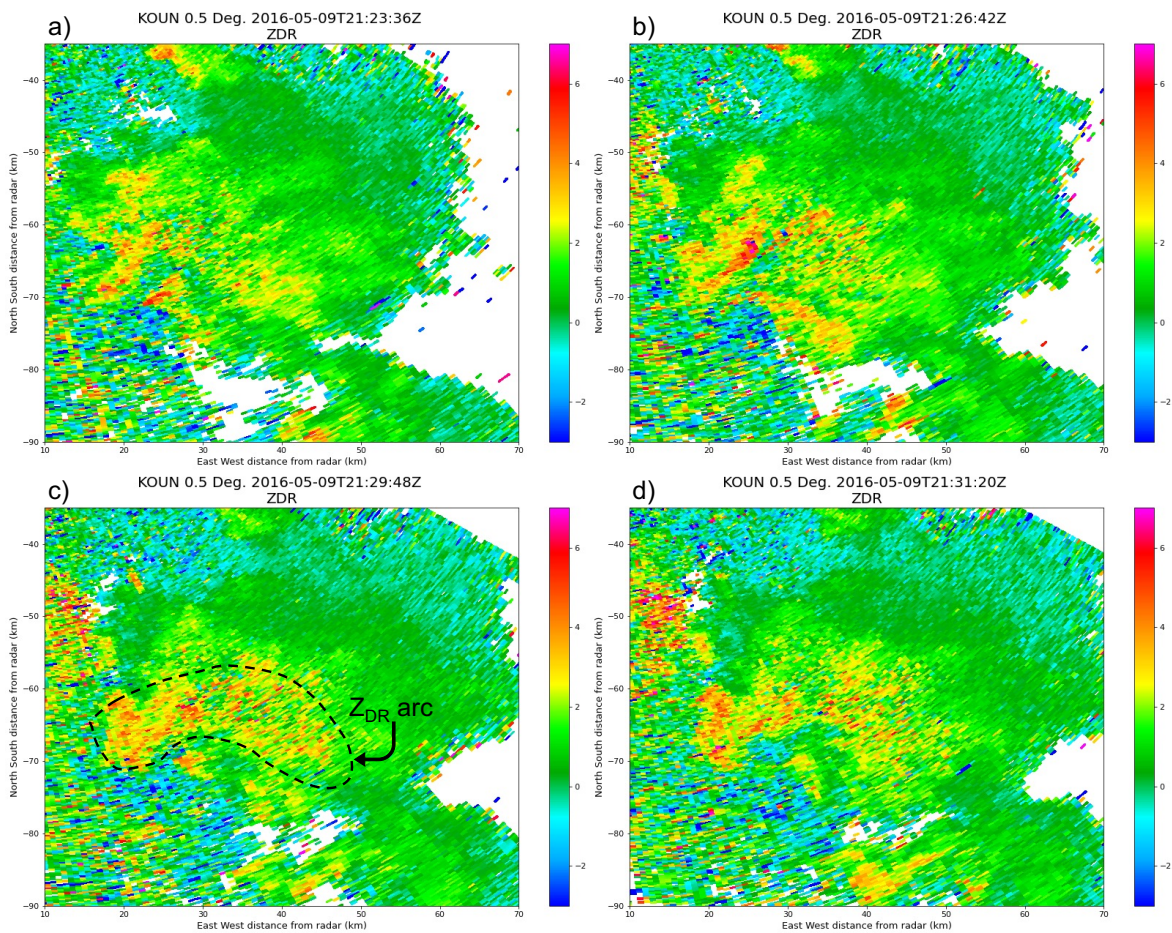 a)
KOUN 0.5 Deg. 2016-05-09T21:23:36Z
ZDR
North South distance from radar (km)
−40
−50
−60
−70
−80
−90
10 20 30 40 50 60 70
East West distance from radar (km)
6
4
2
0
−2
b)
KOUN 0.5 Deg. 2016-05-09T21:26:42Z
ZDR
North South distance from radar (km)
−40
−50
−60
−70
−80
−90
10 20 30 40 50 60 70
East West distance from radar (km)
6
4
2
0
−2
c)
KOUN 0.5 Deg. 2016-05-09T21:29:48Z
ZDR
North South distance from radar (km)
−40
−50
−60
−70
−80
−90
ZDR arc
10 20 30 40 50 60 70
East West distance from radar (km)
6
4
2
0
−2
d)
KOUN 0.5 Deg. 2016-05-09T21:31:20Z
ZDR
North South distance from radar (km)
−40
−50
−60
−70
−80
−90
10 20 30 40 50 60 70
East West distance from radar (km)
6
4
2
0
−2